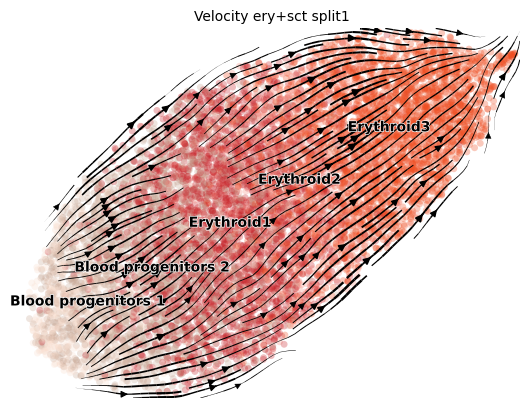 Velocity ery+sct split1
Erythroid3
Erythroid2
Erythroid1
Blood progenitors 2
Blood progenitors 1